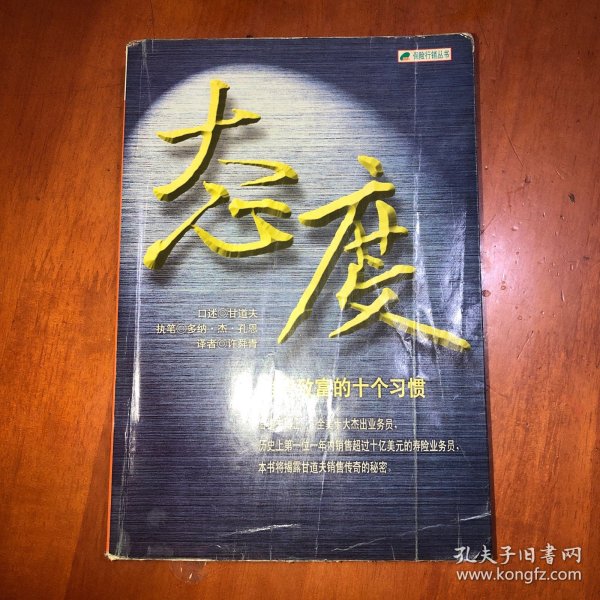 保险行销丛书
态度
口述◎甘道夫
执笔◎多纳·杰·孔恩
译者◎许舜青
致富的十个习惯
大杰出业务员,
历史上第一位一年内销售超过十亿美元的寿险业务员,
本书将揭露甘道夫销售传奇的秘密。
孔夫子旧书网
www.kongfz.com